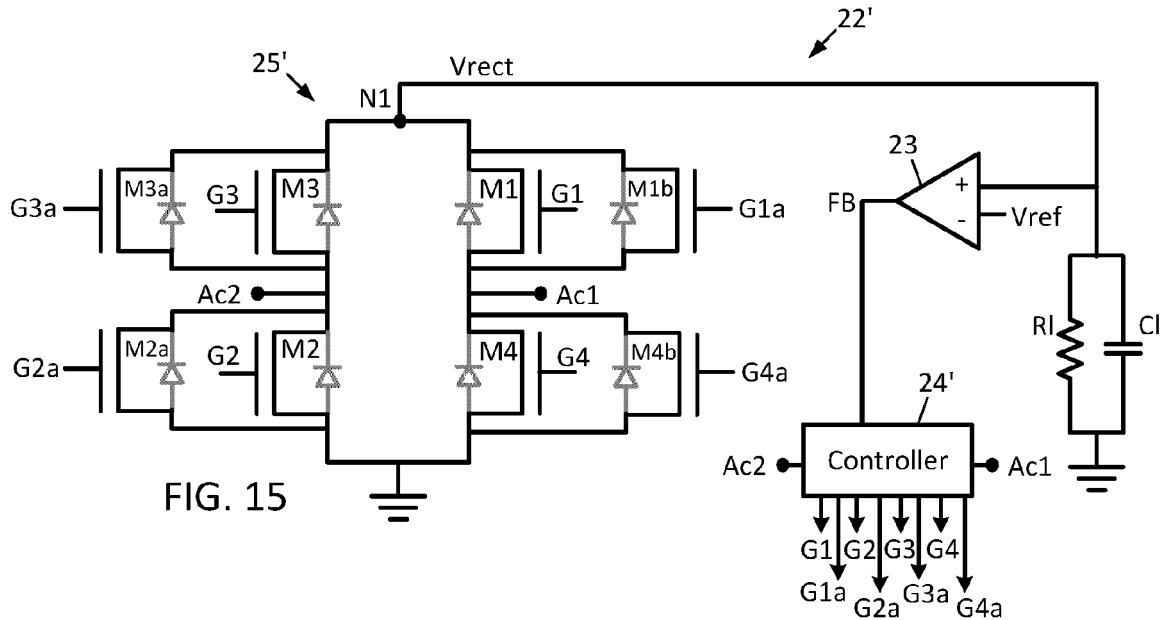 22'
25'
Vrect
N1
23
M3a
G3
M3
M1
G1
M1b
G3a
G1a
+
FB
-
Vref
Ac2
Ac1
Rl
Cl
M2a
G2
M2
M4
G4
M4b
G2a
G4a
24'
Ac2
Controller
Ac1
FIG. 15
G1
G2
G3
G4
G1a
G3a
G2a
G4a